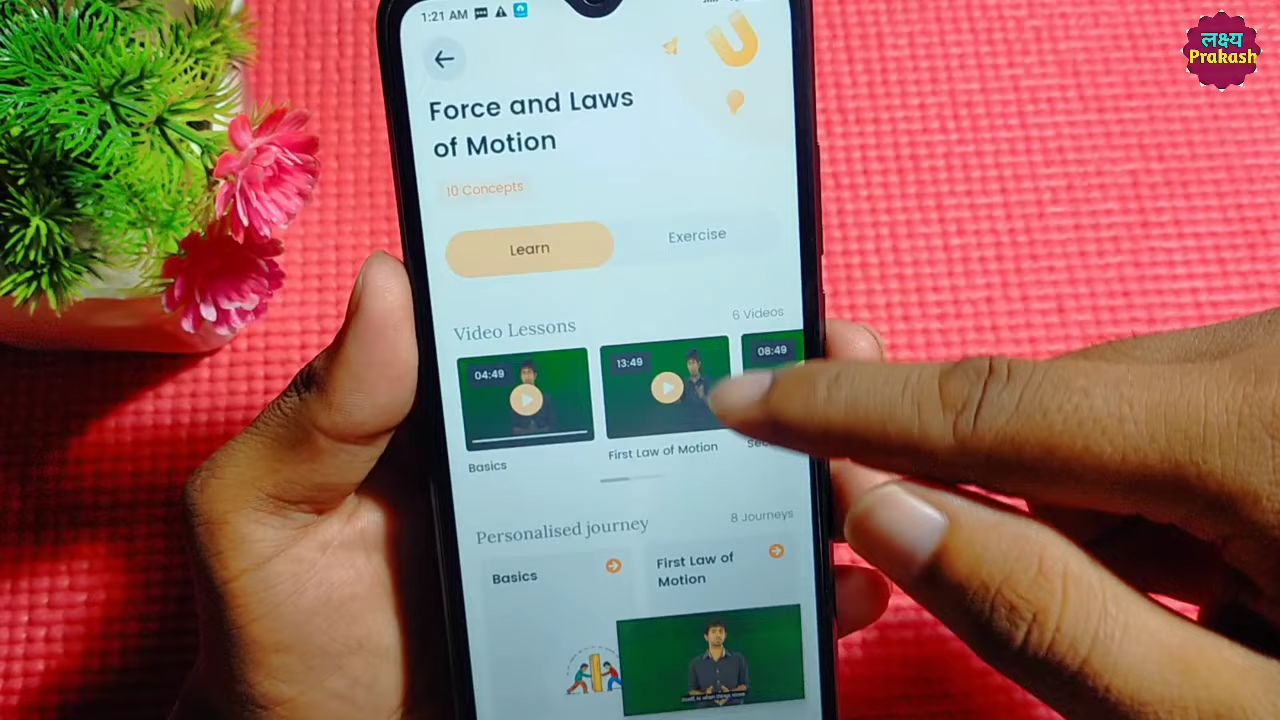 1:21 AM
लक्ष्य
Prakash
Force and Laws
of Motion
10 Concepts
Learn
Exercise
Video Lessons
6 Videos
04:49
13:49
08:49
Basics
First Law of Motion
Personalised journey
8 Journeys
Basics
First Law of
Motion